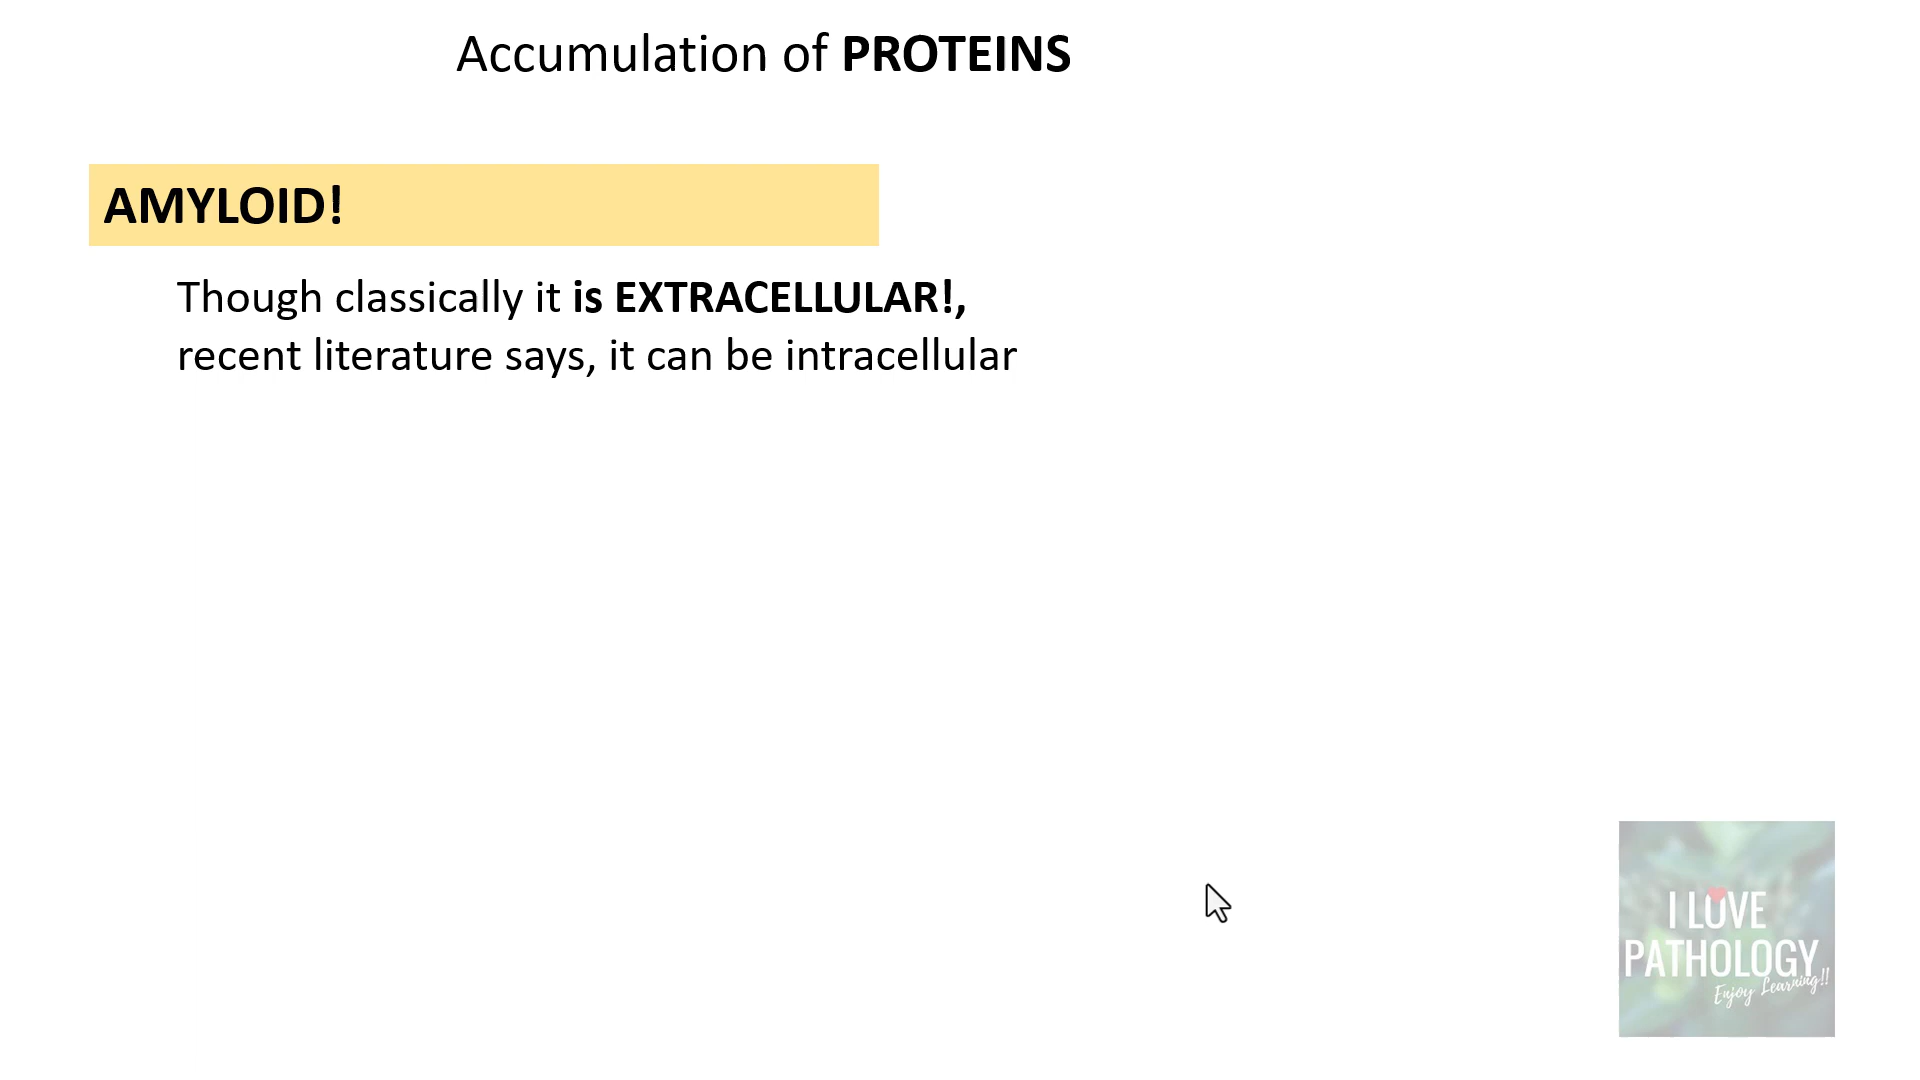 Accumulation of PROTEINS
AMYLOID!
Though classically it is EXTRACELLULAR!,
recent literature says, it can be intracellular
I LOVE
PATHOLOGY
Enjoy Learning!!